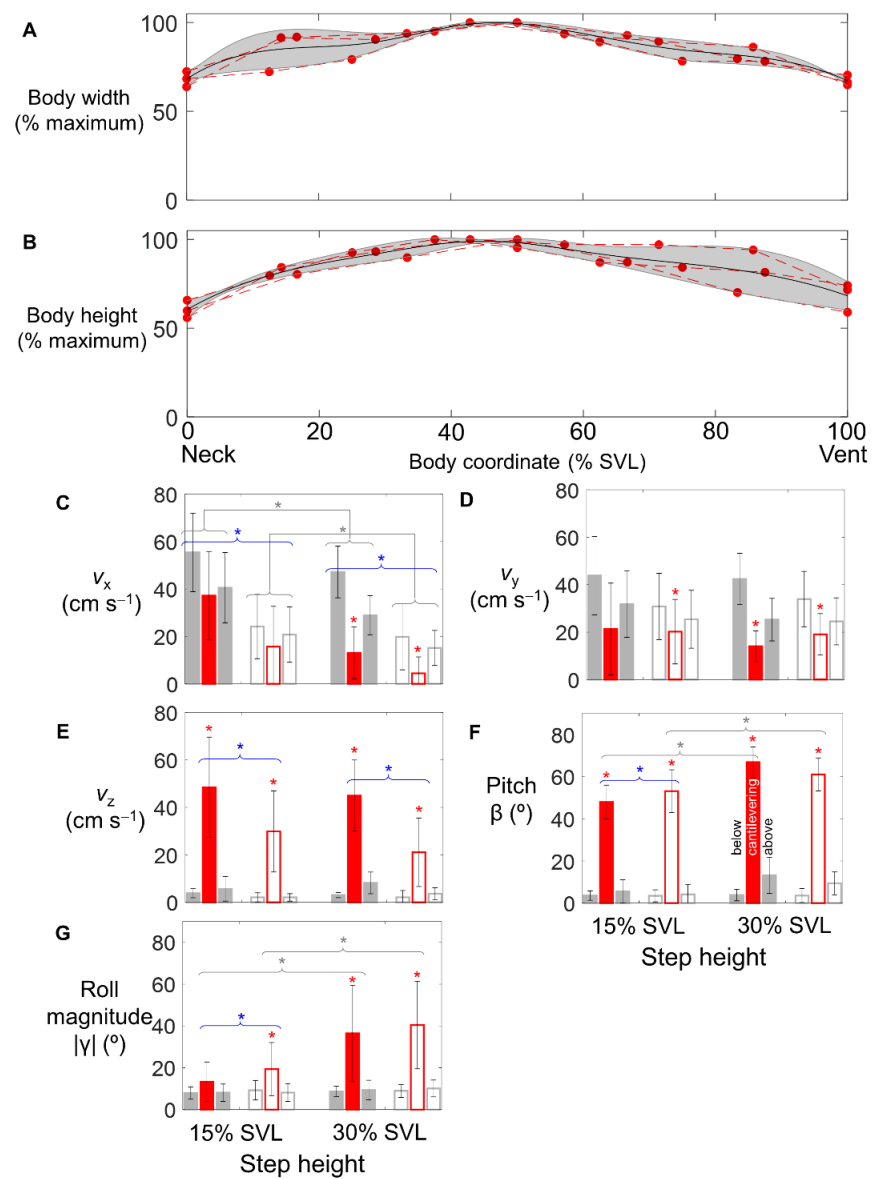 A
100
Body width
(% maximum)
50
0
B
100
Body height
(% maximum)
50
0
0 20 40 60 80 100
Neck Body coordinate (% SVL) Vent
C
80
60
40
20
0
vx
(cm s⁻¹)
* * * * * *
D
80
60
40
20
0
vy
(cm s⁻¹)
* * *
E
80
60
40
20
0
vz
(cm s⁻¹)
* * * * * *
F
80
60
40
20
0
Pitch
β (º)
* * * * * * *
below
cantilevering
above
15% SVL 30% SVL
Step height
G
80
60
40
20
0
Roll
magnitude
|γ| (º)
* * * * * *
15% SVL 30% SVL
Step height